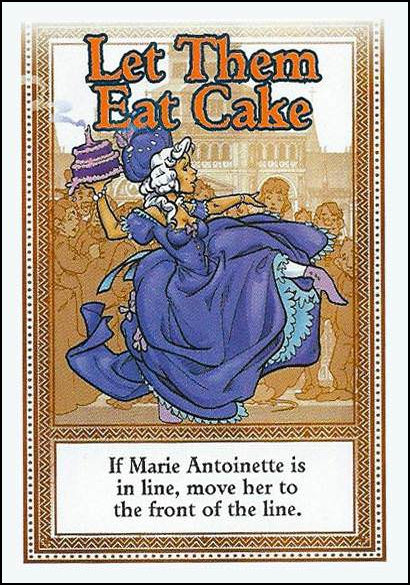 Let Them
Eat Cake
If Marie Antoinette is
in line, move her to
the front of the line.